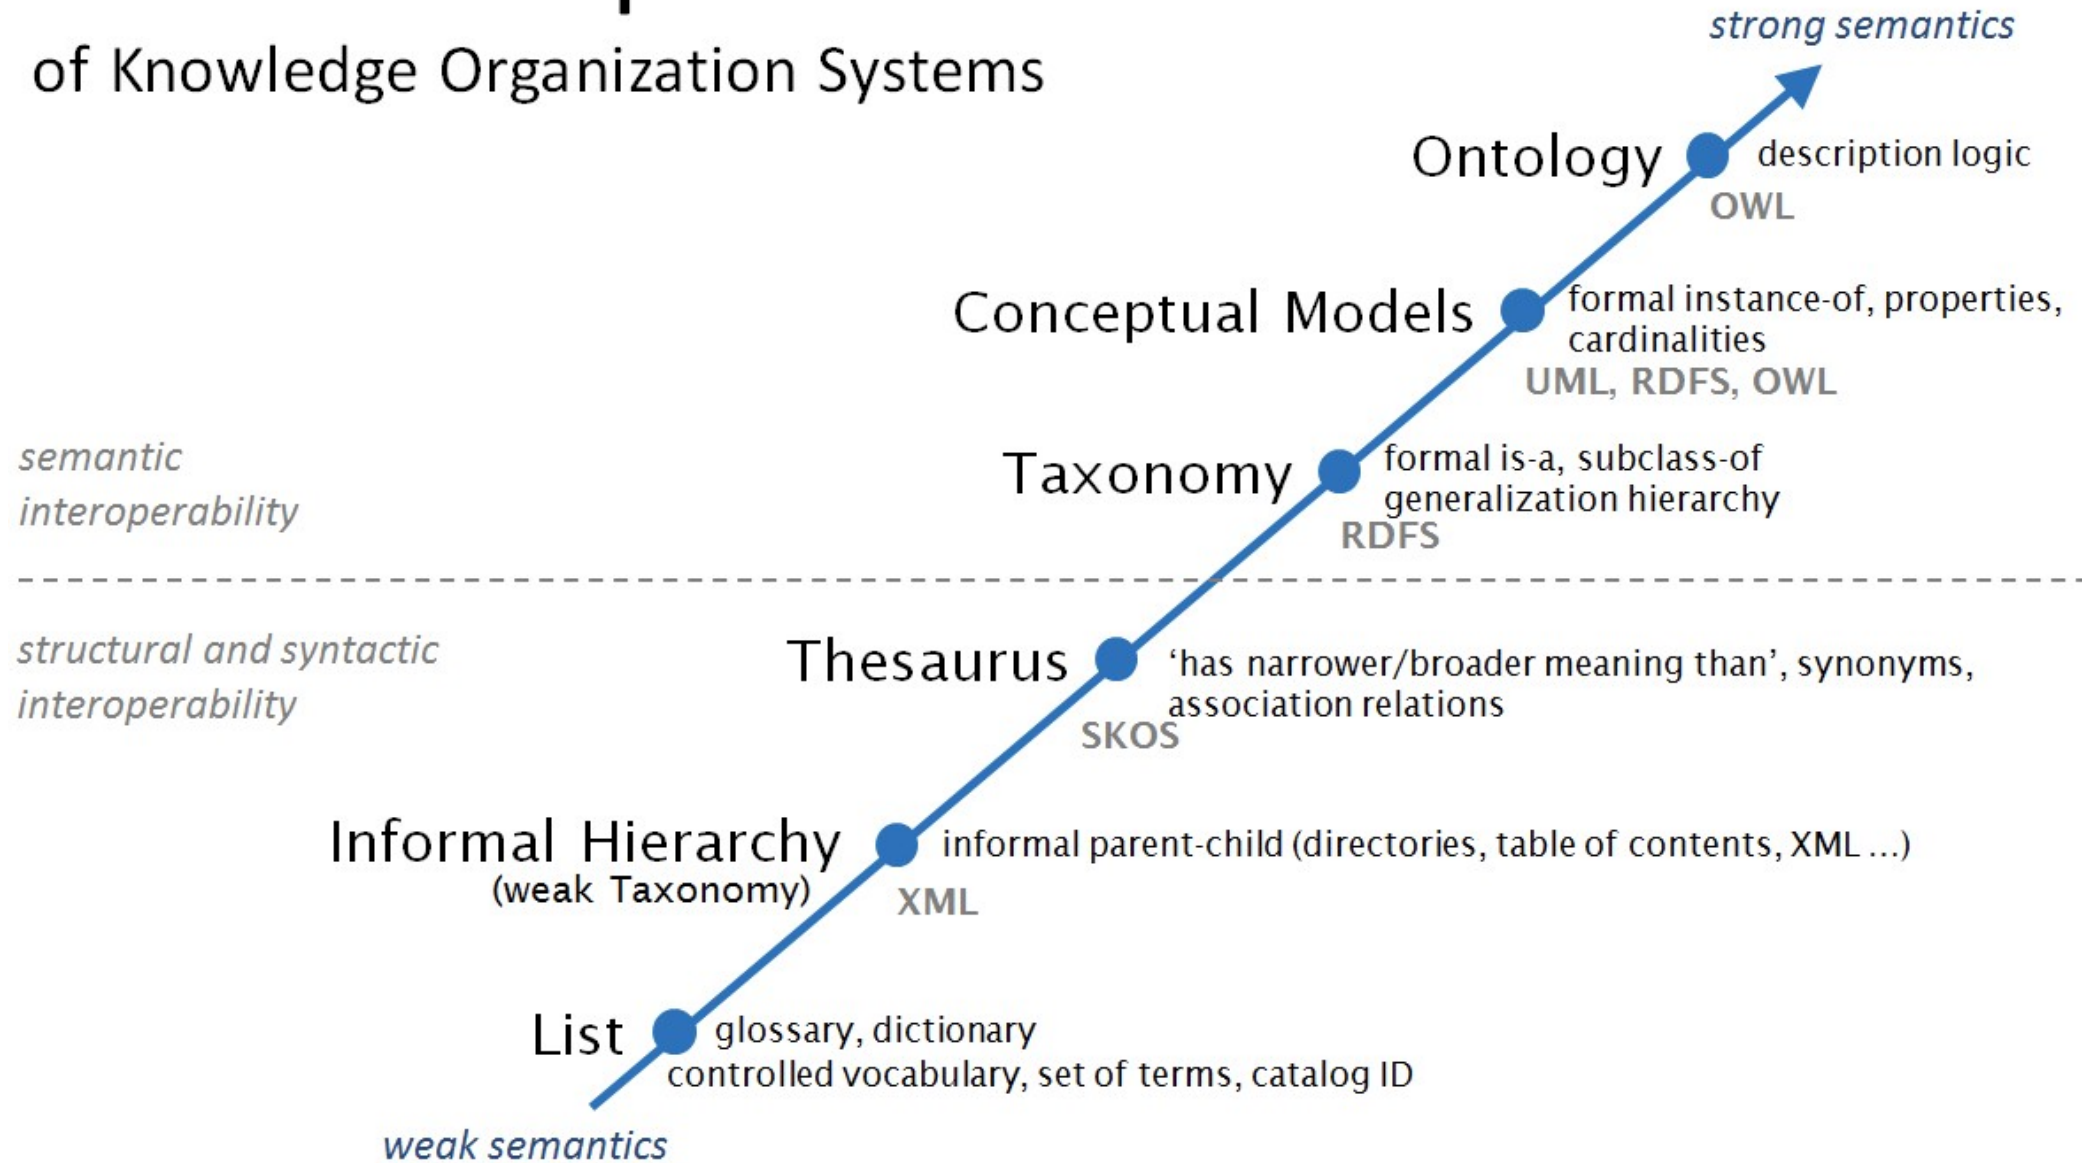 of Knowledge Organization Systems
strong semantics
Ontology
description logic
OWL
Conceptual Models
formal instance-of, properties,
cardinalities
UML, RDFS, OWL
semantic
interoperability
Taxonomy
formal is-a, subclass-of
generalization hierarchy
RDFS
structural and syntactic
interoperability
Thesaurus
‘has narrower/broader meaning than’, synonyms,
association relations
SKOS
Informal Hierarchy
(weak Taxonomy)
informal parent-child (directories, table of contents, XML ...)
XML
List
glossary, dictionary
controlled vocabulary, set of terms, catalog ID
weak semantics